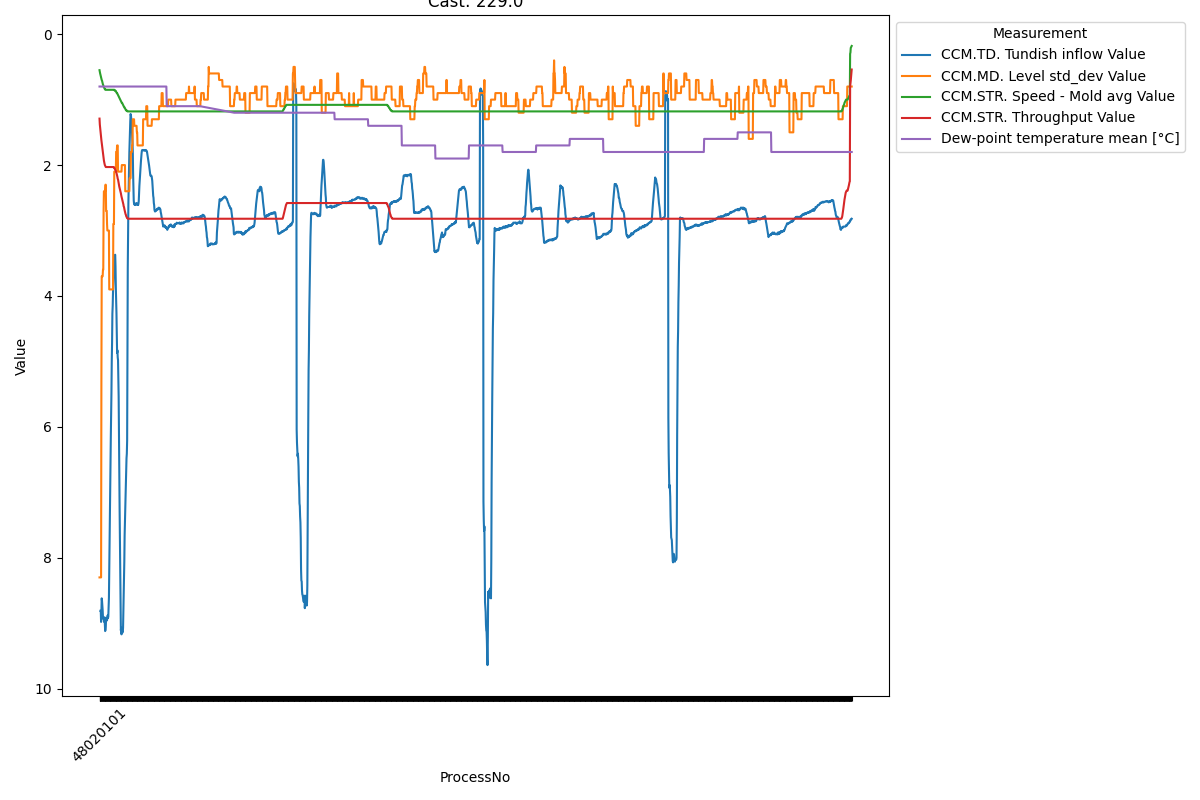 Cast: 229.0
Measurement
CCM.TD. Tundish inflow Value
CCM.MD. Level std_dev Value
CCM.STR. Speed - Mold avg Value
CCM.STR. Throughput Value
Dew-point temperature mean [°C]
0
2
4
6
8
10
Value
48020101
ProcessNo